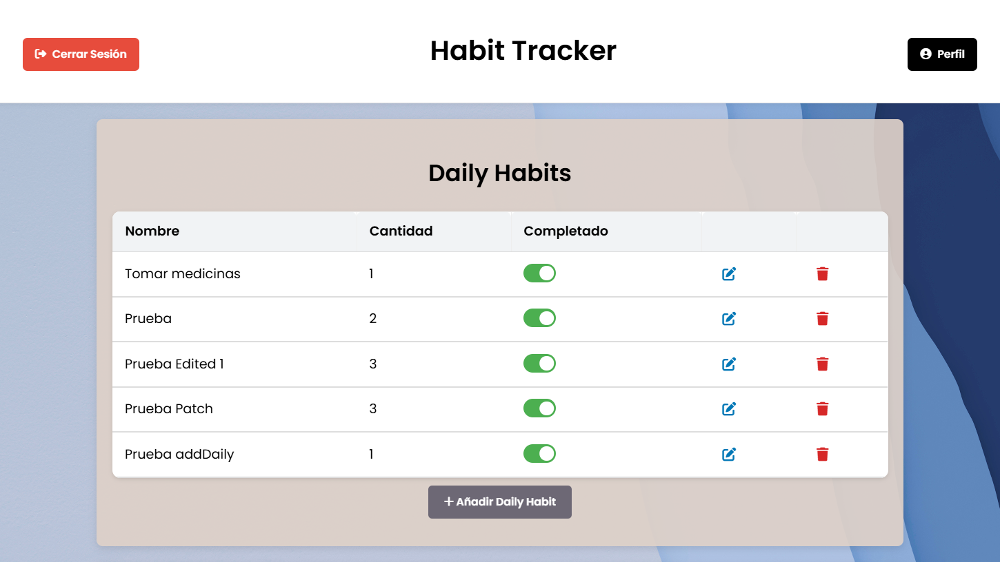 Cerrar Sesión
Habit Tracker
Perfil
Daily Habits
Nombre Cantidad Completado
Tomar medicinas 1
Prueba 2
Prueba Edited 1 3
Prueba Patch 3
Prueba addDaily 1
+ Añadir Daily Habit